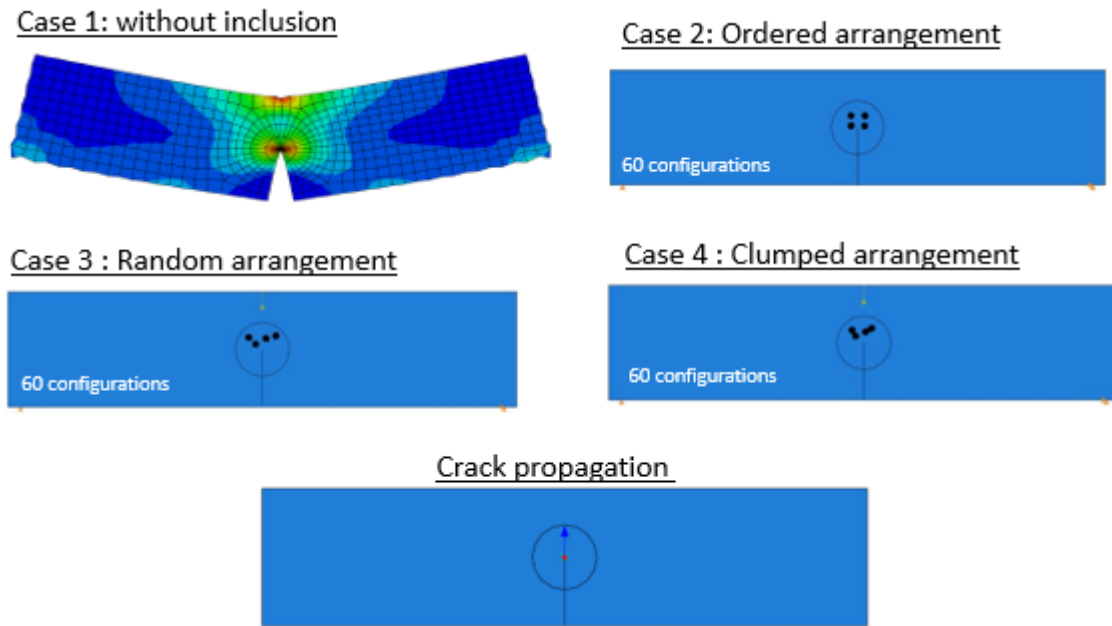 Case 1: without inclusion
Case 2: Ordered arrangement
60 configurations
Case 3 : Random arrangement
60 configurations
Case 4 : Clumped arrangement
60 configurations
Crack propagation